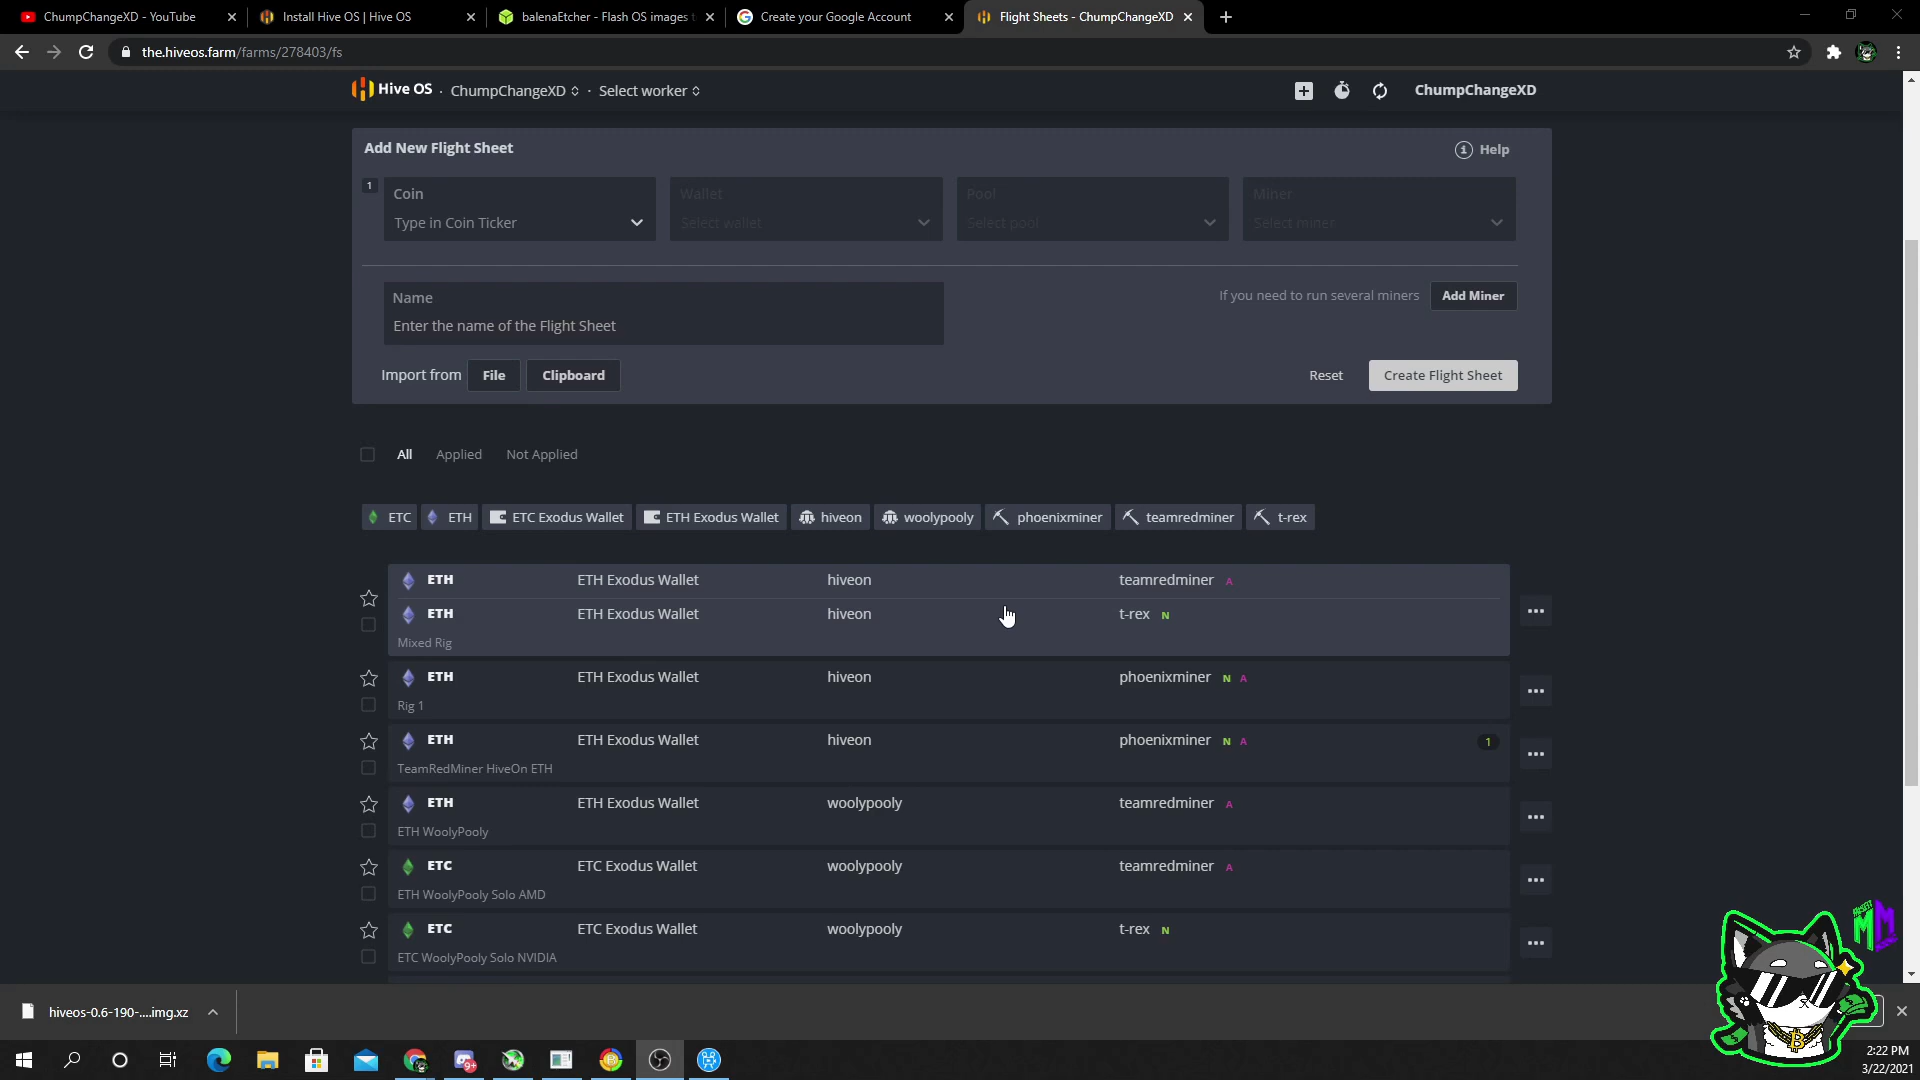 ChumpChangeXD - YouTube
Install Hive OS | Hive OS
balenaEtcher - Flash OS images t
Create your Google Account
Flight Sheets - ChumpChangeXD
the.hiveos.farm/farms/278403/fs
Hive OS · ChumpChangeXD · Select worker
ChumpChangeXD
Add New Flight Sheet
Help
1
Coin
Wallet
Pool
Miner
Type in Coin Ticker
Select wallet
Select pool
Select miner
Name
Enter the name of the Flight Sheet
If you need to run several miners
Add Miner
Import from File Clipboard
Reset
Create Flight Sheet
All Applied Not Applied
ETC ETH ETC Exodus Wallet ETH Exodus Wallet hiveon woolypooly phoenixminer teamredminer t-rex
ETH ETH Exodus Wallet hiveon teamredminer A
ETH ETH Exodus Wallet hiveon t-rex N
Mixed Rig
ETH ETH Exodus Wallet hiveon phoenixminer N A
Rig 1
ETH ETH Exodus Wallet hiveon phoenixminer N A 1
TeamRedMiner HiveOn ETH
ETH ETH Exodus Wallet woolypooly teamredminer A
ETH WoolyPooly
ETC ETC Exodus Wallet woolypooly teamredminer A
ETH WoolyPooly Solo AMD
ETC ETC Exodus Wallet woolypooly t-rex N
ETC WoolyPooly Solo NVIDIA
hiveos-0.6-190-....img.xz
MM
9+
2:22 PM
3/22/2021